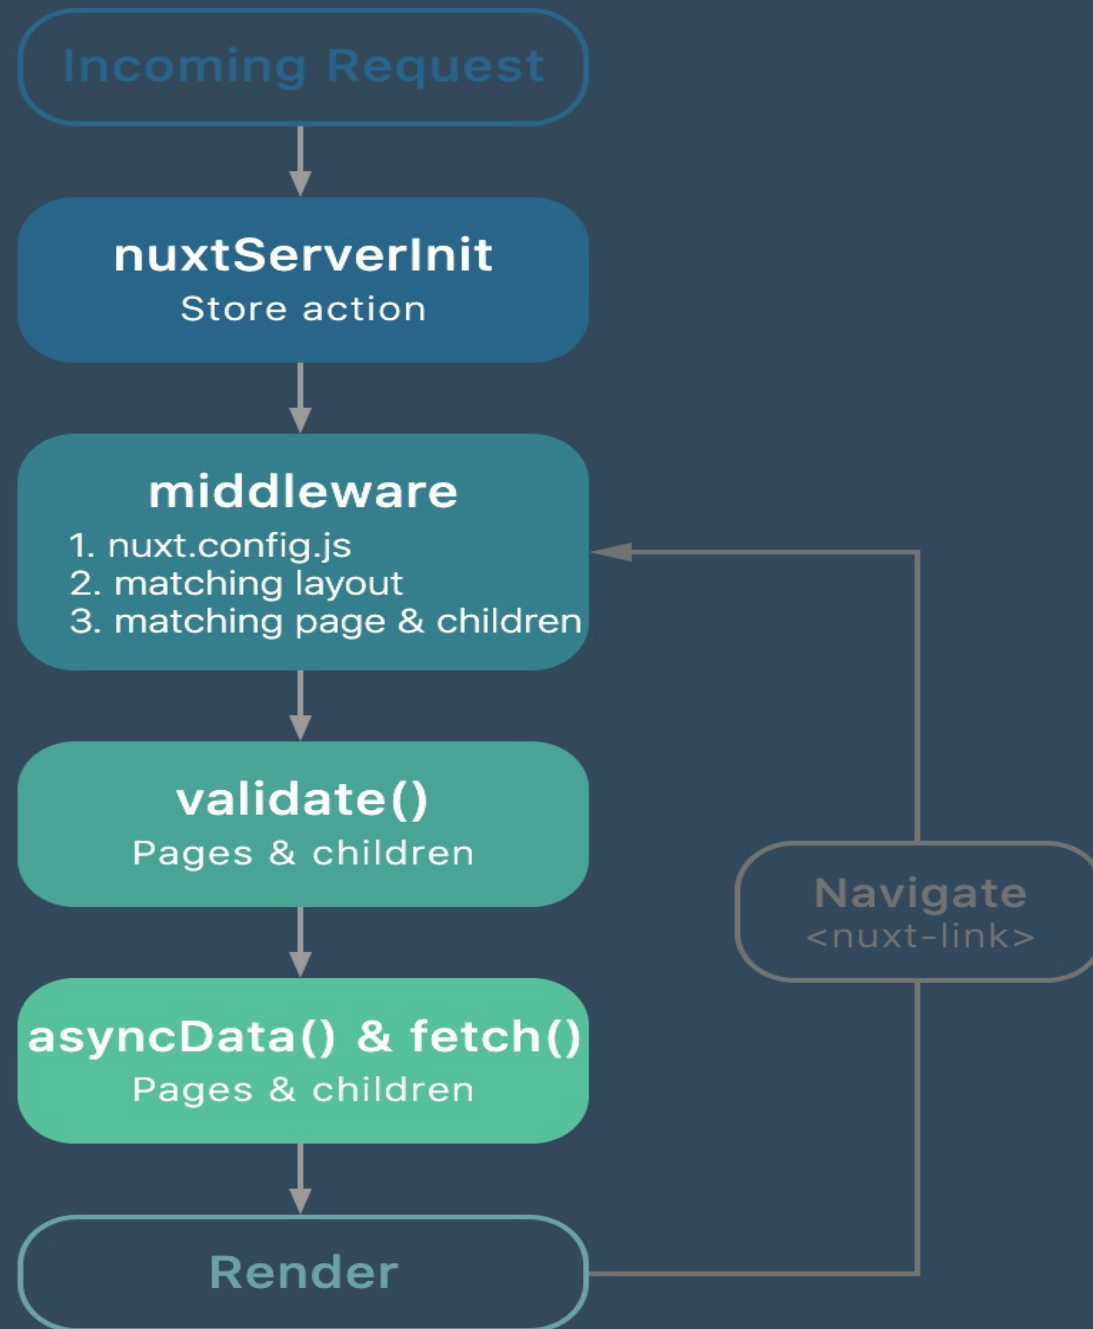 Incoming Request
nuxtServerInit
Store action
middleware
1. nuxt.config.js
2. matching layout
3. matching page & children
validate()
Pages & children
Navigate
<nuxt-link>
asyncData() & fetch()
Pages & children
Render